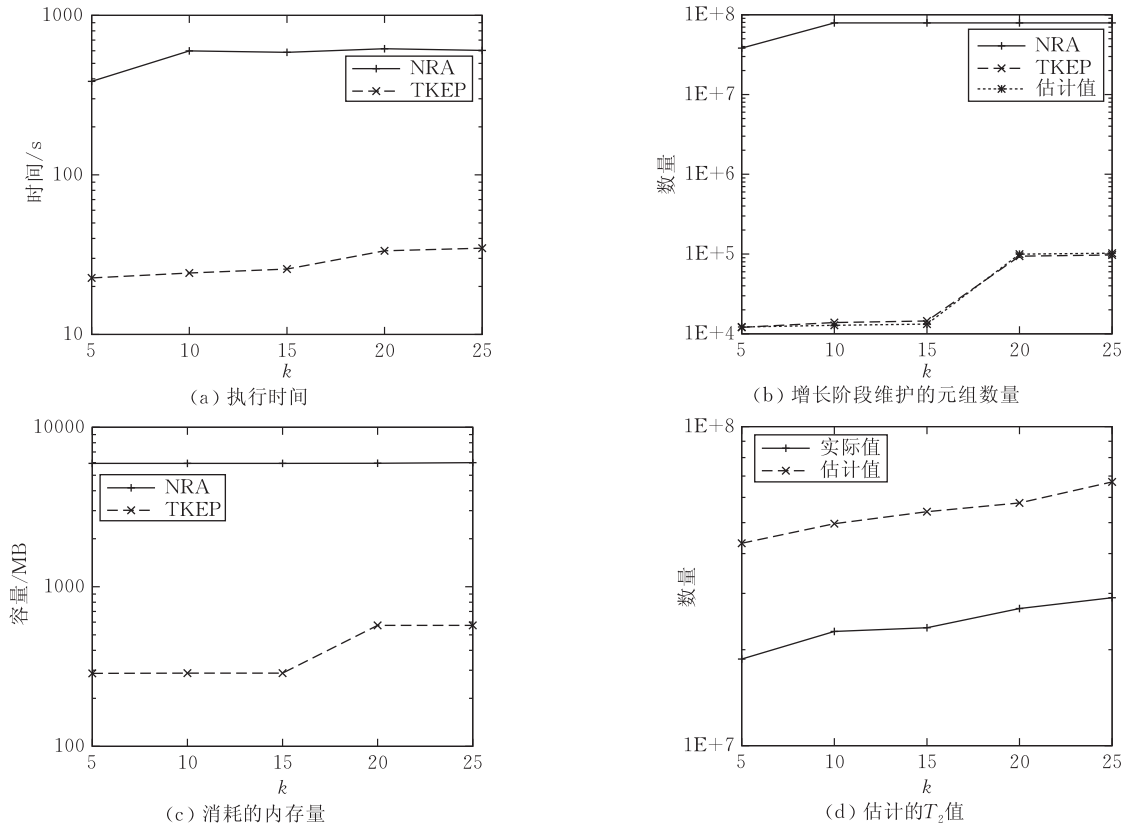 1000
100
10
时间/s
NRA
TKEP
5 10 15 20 25
k
(a) 执行时间
1E+8
1E+7
1E+6
1E+5
1E+4
数量
NRA
TKEP
估计值
5 10 15 20 25
k
(b) 增长阶段维护的元组数量
10000
1000
100
容量/MB
NRA
TKEP
5 10 15 20 25
k
(c) 消耗的内存量
1E+8
1E+7
数量
实际值
估计值
5 10 15 20 25
k
(d) 估计的T₂值